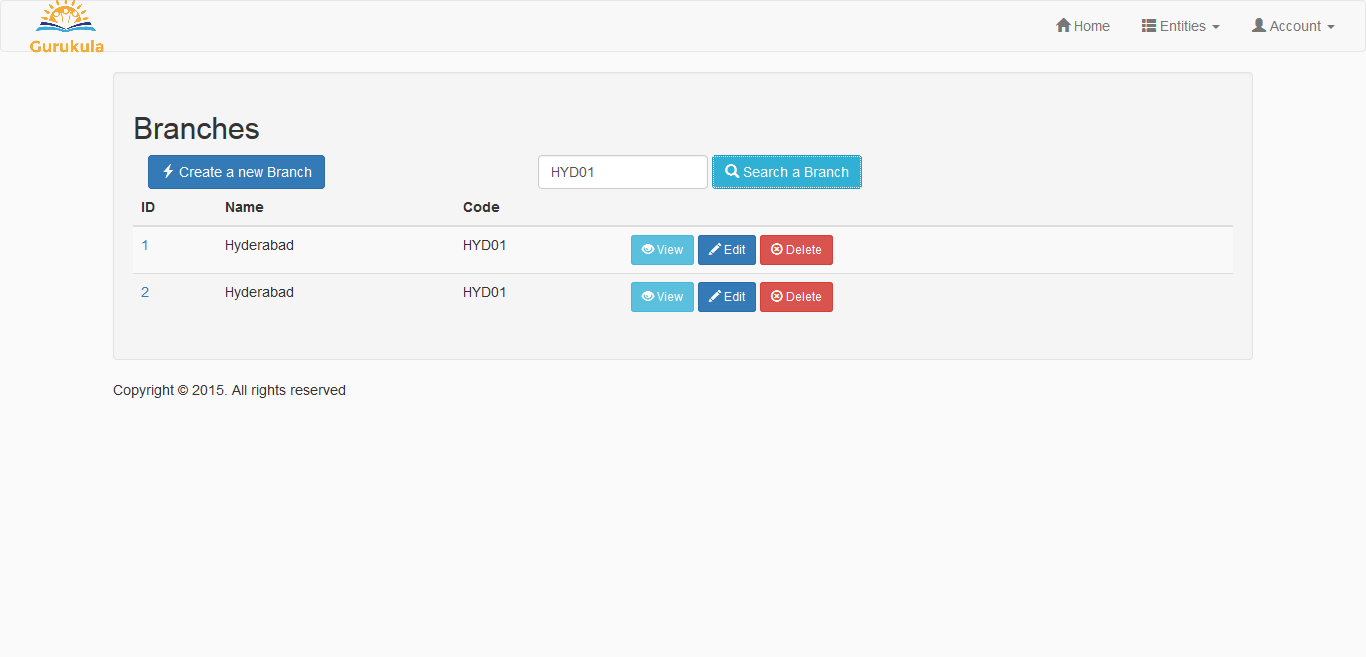 Gurukula
Home Entities Account
Branches
Create a new Branch HYD01 Search a Branch
ID Name Code
1 Hyderabad HYD01 View Edit Delete
2 Hyderabad HYD01 View Edit Delete
Copyright © 2015. All rights reserved